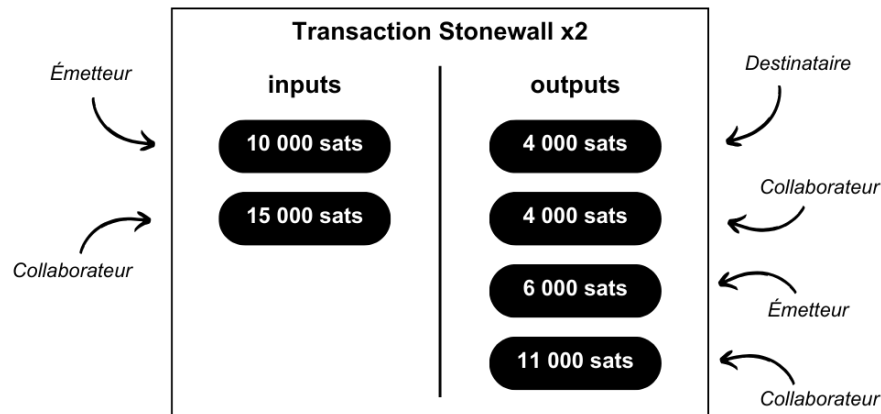 Transaction Stonewall x2
Émetteur
Collaborateur
inputs
10 000 sats
15 000 sats
outputs
4 000 sats
4 000 sats
6 000 sats
11 000 sats
Destinataire
Collaborateur
Émetteur
Collaborateur